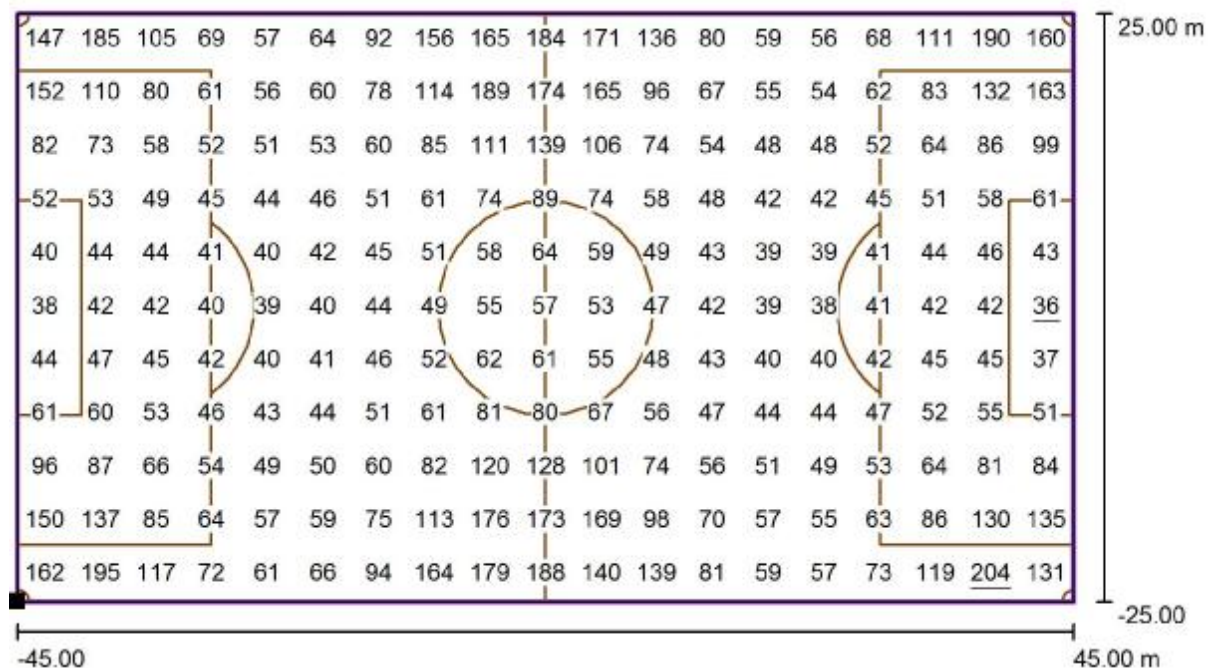 147 185 105 69 57 64 92 156 165 184 171 136 80 59 56 68 111 190 160
25.00 m
152 110 80 61 56 60 78 114 189 174 165 96 67 55 54 62 83 132 163
82 73 58 52 51 53 60 85 111 139 106 74 54 48 48 52 64 86 99
52 53 49 45 44 46 51 61 74 89 74 58 48 42 42 45 51 58 61
40 44 44 41 40 42 45 51 58 64 59 49 43 39 39 41 44 46 43
38 42 42 40 39 40 44 49 55 57 53 47 42 39 38 41 42 42 36
44 47 45 42 40 41 46 52 62 61 55 48 43 40 40 42 45 45 37
61 60 53 46 43 44 51 61 81 80 67 56 47 44 44 47 52 55 51
96 87 66 54 49 50 60 82 120 128 101 74 56 51 49 53 64 81 84
150 137 85 64 57 59 75 113 176 173 169 98 70 57 55 63 86 130 135
162 195 117 72 61 66 94 164 179 188 140 139 81 59 57 73 119 204 131
-25.00
-45.00
45.00 m